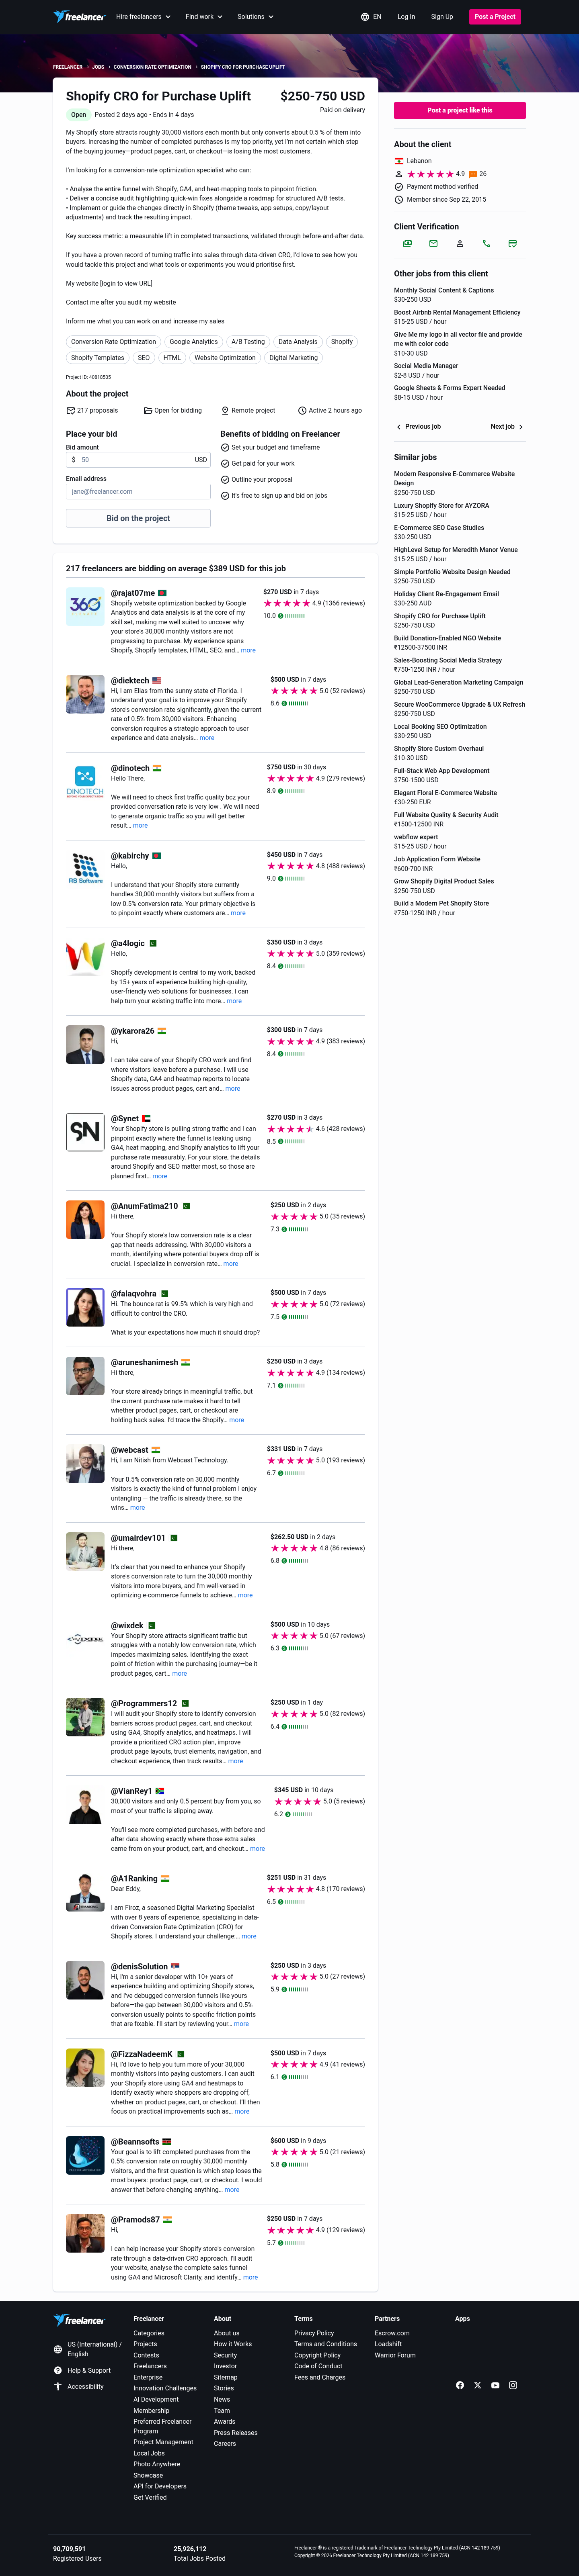 freelancer
Hire freelancers
Find work
Solutions
EN
Log In
Sign Up
Post a Project
FREELANCER › JOBS › CONVERSION RATE OPTIMIZATION › SHOPIFY CRO FOR PURCHASE UPLIFT
Shopify CRO for Purchase Uplift
$250-750 USD
Open
Posted 2 days ago • Ends in 4 days
Paid on delivery
My Shopify store attracts roughly 30,000 visitors each month but only converts about 0.5 % of them into
buyers. Increasing the number of completed purchases is my top priority, yet I'm not certain which step
of the buying journey—product pages, cart, or checkout—is losing the most customers.
I'm looking for a conversion-rate optimization specialist who can:
• Analyse the entire funnel with Shopify, GA4, and heat-mapping tools to pinpoint friction.
• Deliver a concise audit highlighting quick-win fixes alongside a roadmap for structured A/B tests.
• Implement or guide the changes directly in Shopify (theme tweaks, app setups, copy/layout
adjustments) and track the resulting impact.
Key success metric: a measurable lift in completed transactions, validated through before-and-after data.
If you have a proven record of turning traffic into sales through data-driven CRO, I'd love to see how you
would tackle this project and what tools or experiences you would prioritise first.
My website [login to view URL]
Contact me after you audit my website
Inform me what you can work on and increase my sales
Conversion Rate Optimization
Google Analytics
A/B Testing
Data Analysis
Shopify
Shopify Templates
SEO
HTML
Website Optimization
Digital Marketing
Project ID: 40818505
About the project
217 proposals
Open for bidding
Remote project
Active 2 hours ago
Place your bid
Bid amount
$ 50 USD
Email address
jane@freelancer.com
Bid on the project
Benefits of bidding on Freelancer
Set your budget and timeframe
Get paid for your work
Outline your proposal
It's free to sign up and bid on jobs
217 freelancers are bidding on average $389 USD for this job
@rajat07me
Shopify website optimization backed by Google
Analytics and data analysis is at the core of my
skill set, making me well suited to uncover why
your store's 30,000 monthly visitors are not
progressing to purchase. My experience spans
Shopify, Shopify templates, HTML, SEO, and... more
$270 USD in 7 days
4.9 (1366 reviews)
10.0
@diektech
Hi, I am Elias from the sunny state of Florida. I
understand your goal is to improve your Shopify
store's conversion rate significantly, given the current
rate of 0.5% from 30,000 visitors. Enhancing
conversion requires a strategic approach to user
experience and data analysis... more
$500 USD in 7 days
5.0 (52 reviews)
8.6
@dinotech
Hello There,
We will need to check first traffic quality bcz your
provided conversation rate is very low . We will need
to generate organic traffic so you will get better
result... more
$750 USD in 30 days
4.9 (279 reviews)
8.9
@kabirchy
Hello,
I understand that your Shopify store currently
handles 30,000 monthly visitors but suffers from a
low 0.5% conversion rate. Your primary objective is
to pinpoint exactly where customers are... more
$450 USD in 7 days
4.8 (488 reviews)
9.0
@a4logic
Hello,
Shopify development is central to my work, backed
by 15+ years of experience building high-quality,
user-friendly web solutions for businesses. I can
help turn your existing traffic into more... more
$350 USD in 3 days
5.0 (359 reviews)
8.4
@ykarora26
Hi,
I can take care of your Shopify CRO work and find
where visitors leave before a purchase. I will use
Shopify data, GA4 and heatmap reports to locate
issues across product pages, cart and... more
$300 USD in 7 days
4.9 (383 reviews)
8.4
@Synet
Your Shopify store is pulling strong traffic and I can
pinpoint exactly where the funnel is leaking using
GA4, heat mapping, and Shopify analytics to lift your
purchase rate measurably. For your store, the details
around Shopify and SEO matter most, so those are
planned first... more
$270 USD in 3 days
4.6 (428 reviews)
8.5
@AnumFatima210
Hi there,
Your Shopify store's low conversion rate is a clear
gap that needs addressing. With 30,000 visitors a
month, identifying where potential buyers drop off is
crucial. I specialize in conversion rate... more
$250 USD in 2 days
5.0 (35 reviews)
7.3
@falaqvohra
Hi. The bounce rat is 99.5% which is very high and
difficult to control the CRO.
What is your expectations how much it should drop?
$500 USD in 7 days
5.0 (72 reviews)
7.5
@aruneshanimesh
Hi there,
Your store already brings in meaningful traffic, but
the current purchase rate makes it hard to tell
whether product pages, cart, or checkout are
holding back sales. I'd trace the Shopify... more
$250 USD in 3 days
4.9 (134 reviews)
7.1
@webcast
Hi, I am Nitish from Webcast Technology.
Your 0.5% conversion rate on 30,000 monthly
visitors is exactly the kind of funnel problem I enjoy
untangling — the traffic is already there, so the
wins... more
$331 USD in 7 days
5.0 (193 reviews)
6.7
@umairdev101
Hi there,
It's clear that you need to enhance your Shopify
store's conversion rate to turn the 30,000 monthly
visitors into more buyers, and I'm well-versed in
optimizing e-commerce funnels to achieve... more
$262.50 USD in 2 days
4.8 (86 reviews)
6.8
@wixdek
Your Shopify store attracts significant traffic but
struggles with a notably low conversion rate, which
impedes maximizing sales. Identifying the exact
point of friction within the purchasing journey—be it
product pages, cart... more
$500 USD in 10 days
5.0 (67 reviews)
6.3
@Programmers12
I will audit your Shopify store to identify conversion
barriers across product pages, cart, and checkout
using GA4, Shopify analytics, and heatmaps. I will
provide a prioritized CRO action plan, improve
product page layouts, trust elements, navigation, and
checkout experience, then track results... more
$250 USD in 1 day
5.0 (82 reviews)
6.4
@VianRey1
30,000 visitors and only 0.5 percent buy from you, so
most of your traffic is slipping away.
You'll see more completed purchases, with before and
after data showing exactly where those extra sales
came from on your product, cart, and checkout... more
$345 USD in 10 days
5.0 (5 reviews)
6.2
@A1Ranking
Dear Eddy,
I am Firoz, a seasoned Digital Marketing Specialist
with over 8 years of experience, specializing in data-
driven Conversion Rate Optimization (CRO) for
Shopify stores. I understand your challenge:... more
$251 USD in 31 days
4.8 (170 reviews)
6.5
@denisSolution
Hi, I'm a senior developer with 10+ years of
experience building and optimizing Shopify stores,
and I've debugged conversion funnels like yours
before—the gap between 30,000 visitors and 0.5%
conversion usually points to specific friction points
that are fixable. I'll start by reviewing your... more
$250 USD in 3 days
5.0 (27 reviews)
5.9
@FizzaNadeemK
Hi, I'd love to help you turn more of your 30,000
monthly visitors into paying customers. I can audit
your Shopify store using GA4 and heatmaps to
identify exactly where shoppers are dropping off,
whether on product pages, cart, or checkout. I'll then
focus on practical improvements such as... more
$500 USD in 7 days
4.9 (41 reviews)
6.1
@Beannsofts
Your goal is to lift completed purchases from the
0.5% conversion rate on roughly 30,000 monthly
visitors, and the first question is which step loses the
most buyers: product page, cart, or checkout. I would
answer that before changing anything... more
$600 USD in 9 days
5.0 (21 reviews)
5.8
@Pramods87
Hi,
I can help increase your Shopify store's conversion
rate through a data-driven CRO approach. I'll audit
your website, analyse the complete sales funnel
using GA4 and Microsoft Clarity, and identify... more
$250 USD in 7 days
4.9 (129 reviews)
5.7
Post a project like this
About the client
Lebanon
4.9 26
Payment method verified
Member since Sep 22, 2015
Client Verification
Other jobs from this client
Monthly Social Content & Captions
$30-250 USD
Boost Airbnb Rental Management Efficiency
$15-25 USD / hour
Give Me my logo in all vector file and provide
me with color code
$10-30 USD
Social Media Manager
$2-8 USD / hour
Google Sheets & Forms Expert Needed
$8-15 USD / hour
Previous job
Next job
Similar jobs
Modern Responsive E-Commerce Website
Design
$250-750 USD
Luxury Shopify Store for AYZORA
$15-25 USD / hour
E-Commerce SEO Case Studies
$30-250 USD
HighLevel Setup for Meredith Manor Venue
$15-25 USD / hour
Simple Portfolio Website Design Needed
$250-750 USD
Holiday Client Re-Engagement Email
$30-250 AUD
Shopify CRO for Purchase Uplift
$250-750 USD
Build Donation-Enabled NGO Website
₹12500-37500 INR
Sales-Boosting Social Media Strategy
₹750-1250 INR / hour
Global Lead-Generation Marketing Campaign
$250-750 USD
Secure WooCommerce Upgrade & UX Refresh
$250-750 USD
Local Booking SEO Optimization
$30-250 USD
Shopify Store Custom Overhaul
$10-30 USD
Full-Stack Web App Development
$750-1500 USD
Elegant Floral E-Commerce Website
€30-250 EUR
Full Website Quality & Security Audit
₹1500-12500 INR
webflow expert
$15-25 USD / hour
Job Application Form Website
₹600-700 INR
Grow Shopify Digital Product Sales
$250-750 USD
Build a Modern Pet Shopify Store
₹750-1250 INR / hour
freelancer
US (International) /
English
Help & Support
Accessibility
Freelancer
Categories
Projects
Contests
Freelancers
Enterprise
Innovation Challenges
AI Development
Membership
Preferred Freelancer
Program
Project Management
Local Jobs
Photo Anywhere
Showcase
API for Developers
Get Verified
About
About us
How it Works
Security
Investor
Sitemap
Stories
News
Team
Awards
Press Releases
Careers
Terms
Privacy Policy
Terms and Conditions
Copyright Policy
Code of Conduct
Fees and Charges
Partners
Escrow.com
Loadshift
Warrior Forum
Apps
90,709,591
Registered Users
25,926,112
Total Jobs Posted
Freelancer ® is a registered Trademark of Freelancer Technology Pty Limited (ACN 142 189 759)
Copyright © 2026 Freelancer Technology Pty Limited (ACN 142 189 759)